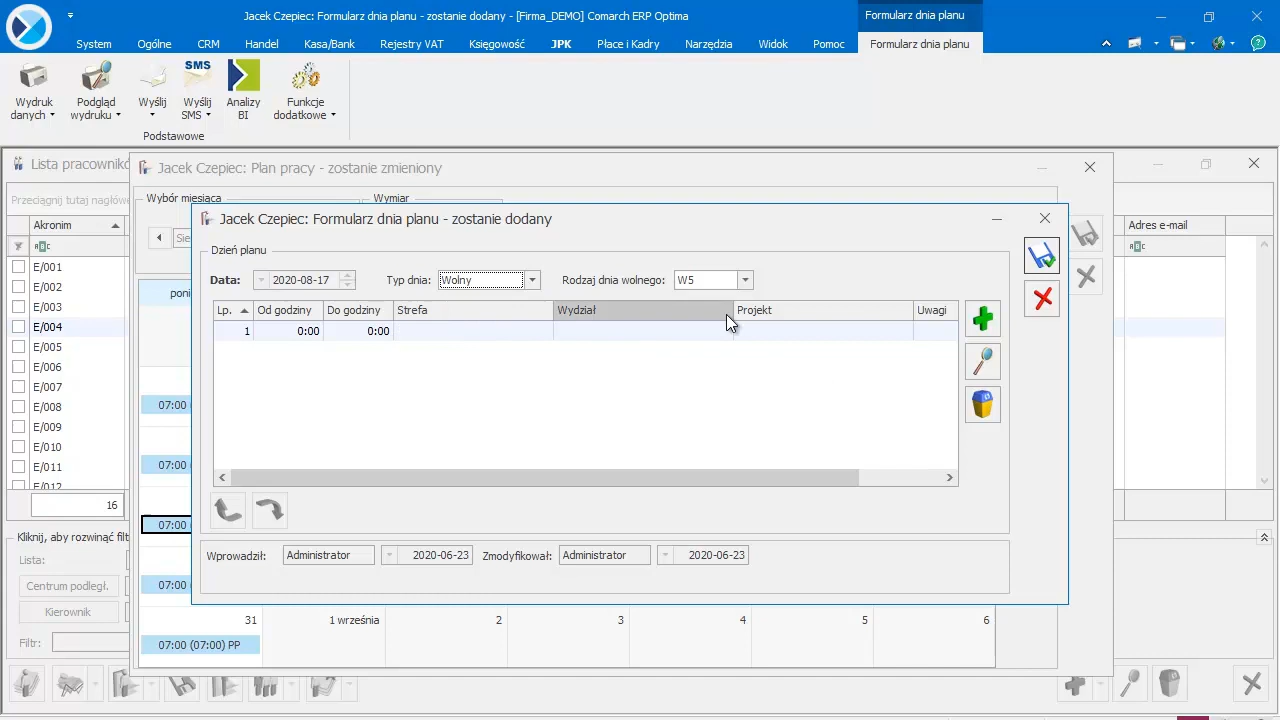 Jacek Czepiec: Formularz dnia planu - zostanie dodany - [Firma_DEMO] Comarch ERP Optima
Formularz dnia planu
System Ogólne CRM Handel Kasa/Bank Rejestry VAT Księgowość JPK Płace i Kadry Narzędzia Widok Pomoc Formularz dnia planu
SMS
Wydruk danych
Podgląd wydruku
Wyślij
Wyślij SMS
Analizy BI
Funkcje dodatkowe
Podstawowe
Lista pracownikó
Jacek Czepiec: Plan pracy - zostanie zmieniony
Przeciągnij tutaj nagłów
Wybór miesiąca
Wymiar
Sie
Akronim
Adres e-mail
E/001
E/002
E/003
E/004
E/005
E/006
E/007
E/008
E/009
E/010
E/011
E/012
16
Kliknij, aby rozwinąć filt
Lista:
Centrum podległ.
Kierownik
Filtr:
poni
07:00
07:00
07:00
07:00
31 1 września 2 3 4 5 6
07:00 (07:00) PP
Jacek Czepiec: Formularz dnia planu - zostanie dodany
Dzień planu
Data: 2020-08-17 Typ dnia: Wolny Rodzaj dnia wolnego: W5
Lp. Od godziny Do godziny Strefa Wydział Projekt Uwagi
1 0:00 0:00
Wprowadził: Administrator 2020-06-23 Zmodyfikował: Administrator 2020-06-23